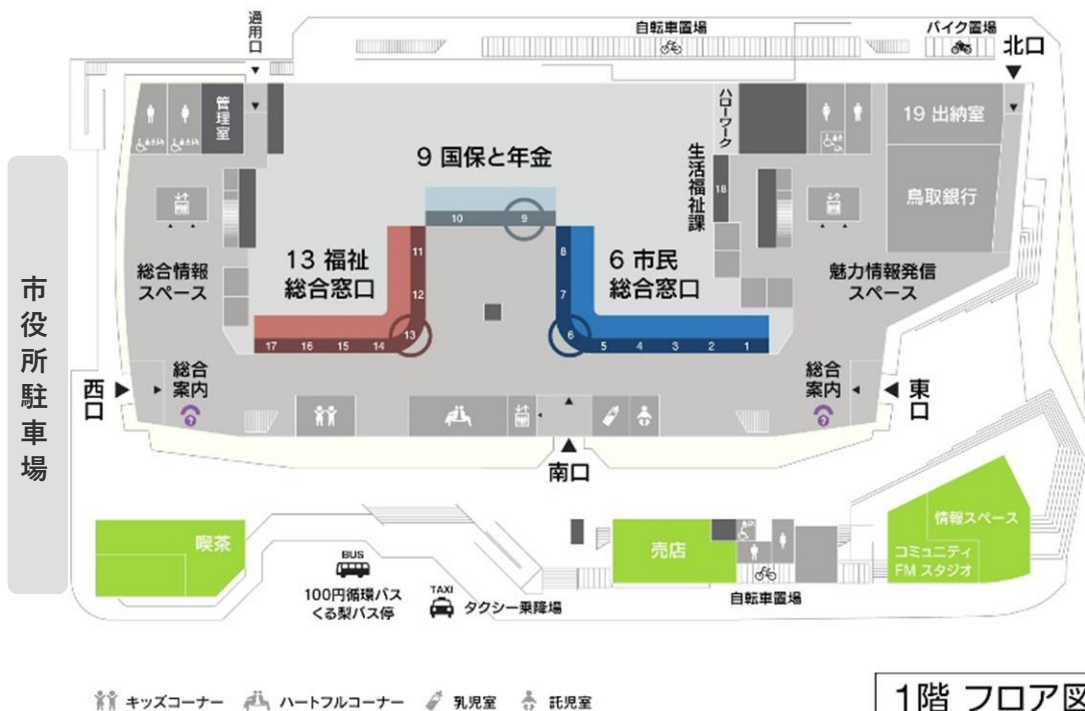 通用口
自転車置場
バイク置場
北口
管理室
ハローワーク
19 出納室
9 国保と年金
生活福祉課
18
鳥取銀行
10
9
13 福祉
総合窓口
11
12
13
14
15
16
17
6 市民
総合窓口
8
7
6
5
4
3
2
1
総合情報
スペース
魅力情報発信
スペース
市役所駐車場
西口
総合
案内
?
総合
案内
?
東口
南口
喫茶
BUS
100円循環バス
くる梨バス停
TAXI
タクシー乗降場
売店
自転車置場
情報スペース
コミュニティ
FM スタジオ
キッズコーナー
ハートフルコーナー
乳児室
託児室
1階 フロア図